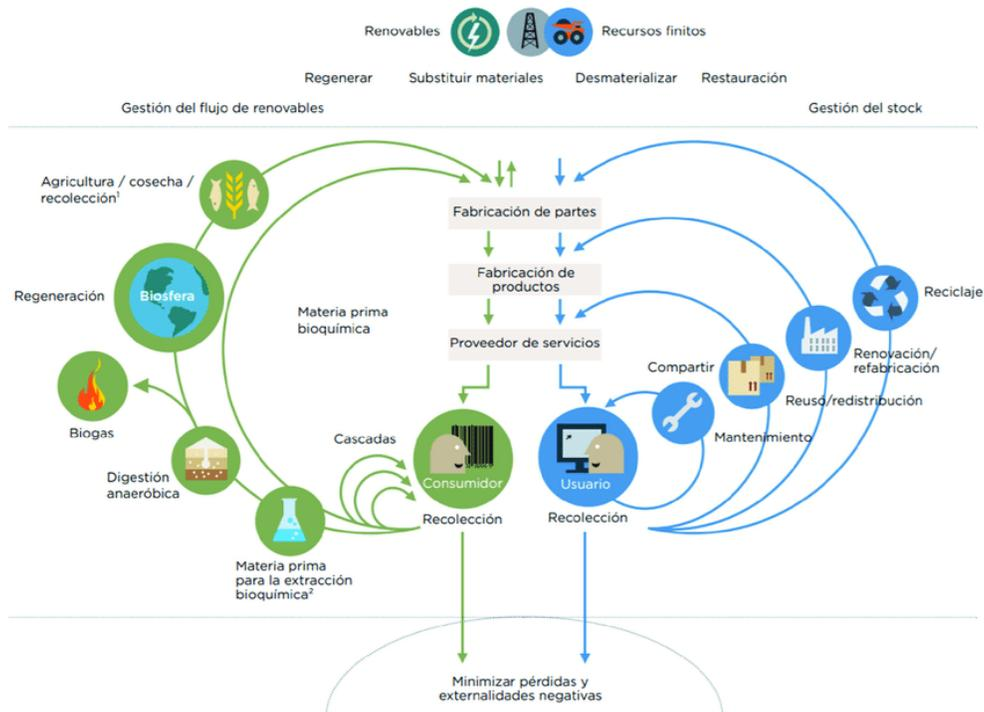 Renovables
Recursos finitos
Regenerar
Substituir materiales
Desmaterializar
Restauración
Gestión del flujo de renovables
Gestión del stock
Agricultura / cosecha /
recolección¹
Fabricación de partes
Biosfera
Regeneración
Fabricación de
productos
Reciclaje
Materia prima
bioquímica
Proveedor de servicios
Renovación/
refabricación
Compartir
Reuso/redistribución
Biogas
Mantenimiento
Cascadas
Digestión
anaeróbica
Consumidor
Usuario
Recolección
Recolección
Materia prima
para la extracción
bioquímica²
Minimizar pérdidas y
externalidades negativas